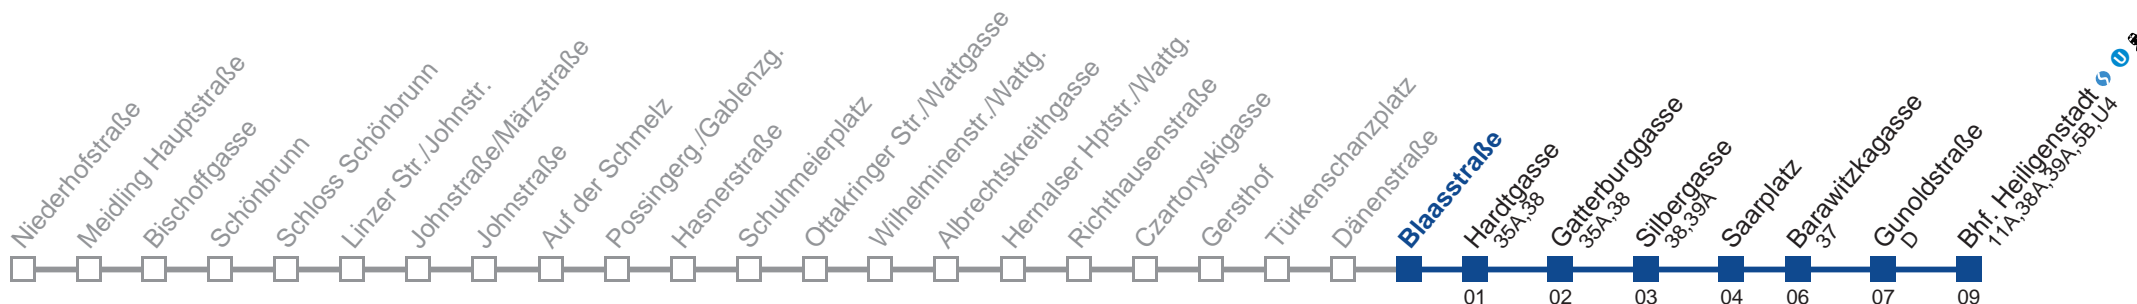 Niederhofstraße
Meidling Hauptstraße
Bischoffgasse
Schönbrunn
Schloss Schönbrunn
Linzer Str./Johnstr.
Johnstraße/Märzstraße
Johnstraße
Auf der Schmelz
Possingerg./Gablenzg.
Hasnerstraße
Schuhmeierplatz
Ottakringer Str./Wattgasse
Wilhelminenstr./Wattg.
Albrechtskreithgasse
Hernalser Hptstr./Wattg.
Richthausenstraße
Czartoryskigasse
Gersthof
Türkenschanzplatz
Dänenstraße
Blaasstraße
Hardtgasse
35A,38
01
Gatterburggasse
35A,38
02
Silbergasse
38,39A
03
Saarplatz
04
Barawitzkagasse
37
06
Gunoldstraße
D
07
Bhf. Heiligenstadt S U
11A,38A,39A,5B,U4
09